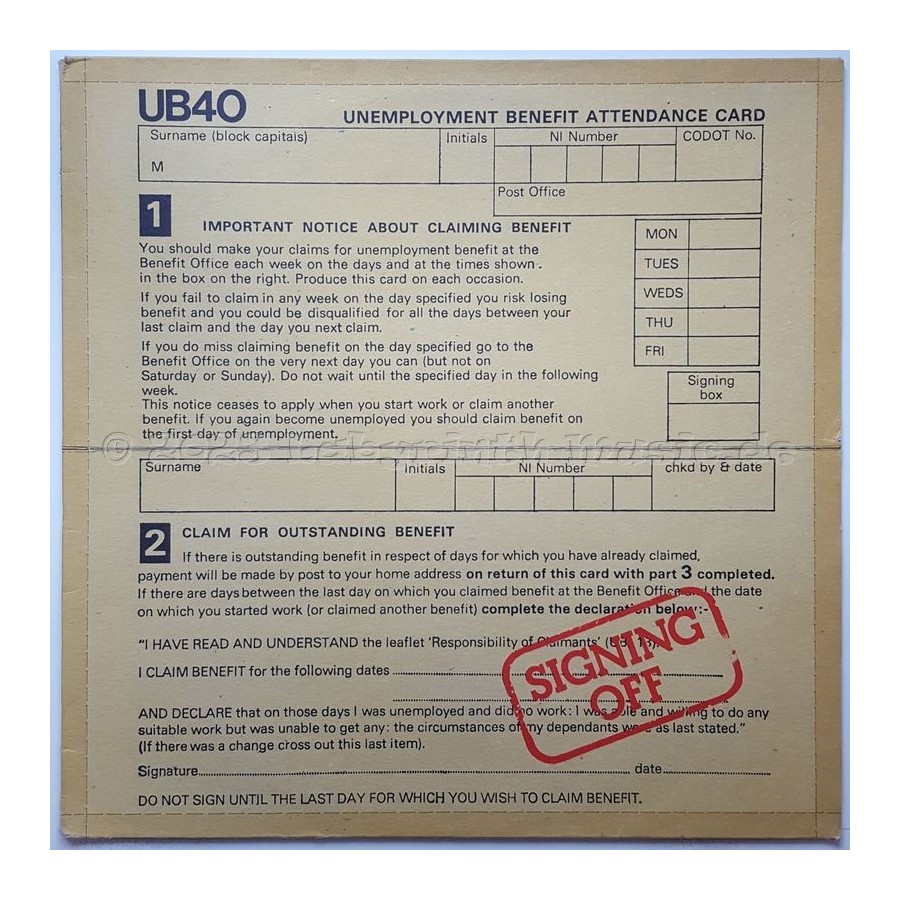 UB40
UNEMPLOYMENT BENEFIT ATTENDANCE CARD
Surname (block capitals) Initials NI Number CODOT No.
M
Post Office
1 IMPORTANT NOTICE ABOUT CLAIMING BENEFIT
You should make your claims for unemployment benefit at the
Benefit Office each week on the days and at the times shown
in the box on the right. Produce this card on each occasion.
If you fail to claim in any week on the day specified you risk losing
benefit and you could be disqualified for all the days between your
last claim and the day you next claim.
If you do miss claiming benefit on the day specified go to the
Benefit Office on the very next day you can (but not on
Saturday or Sunday). Do not wait until the specified day in the following
week.
This notice ceases to apply when you start work or claim another
benefit. If you again become unemployed you should claim benefit on
the first day of unemployment.
MON
TUES
WEDS
THU
FRI
Signing
box
© 2023 Labyrinth-Music.de
Surname Initials NI Number chkd by & date
2 CLAIM FOR OUTSTANDING BENEFIT
If there is outstanding benefit in respect of days for which you have already claimed,
payment will be made by post to your home address on return of this card with part 3 completed.
If there are days between the last day on which you claimed benefit at the Benefit Office and the date
on which you started work (or claimed another benefit) complete the declaration below:-
"I HAVE READ AND UNDERSTAND the leaflet 'Responsibility of Claimants'
I CLAIM BENEFIT for the following dates
AND DECLARE that on those days I was unemployed and did no work: I was able and willing to do any
suitable work but was unable to get any: the circumstances of my dependants were as last stated."
(If there was a change cross out this last item).
Signature date
DO NOT SIGN UNTIL THE LAST DAY FOR WHICH YOU WISH TO CLAIM BENEFIT.
SIGNING
OFF